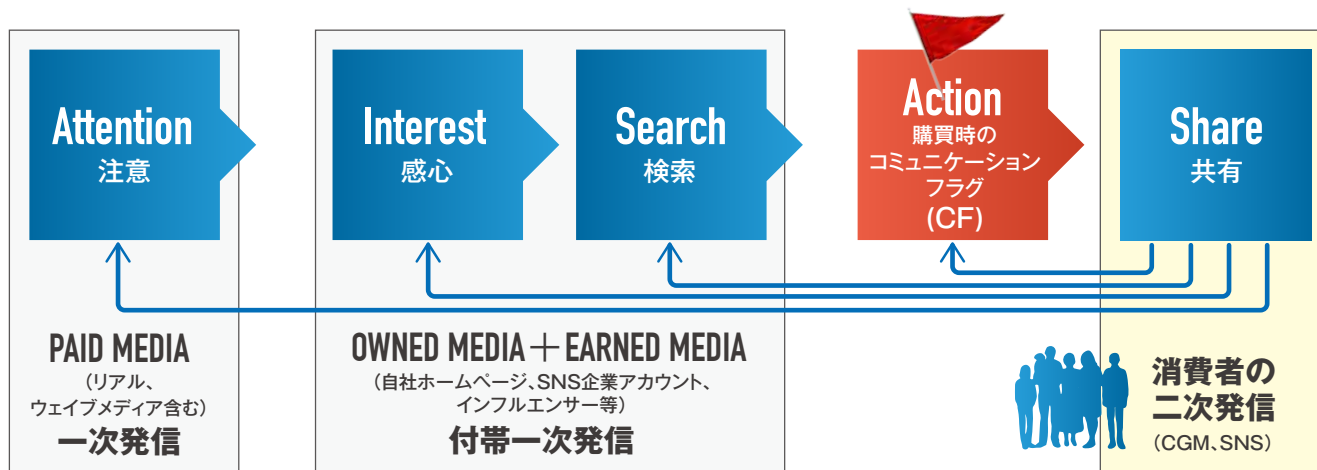 Attention
注意
Interest
感心
Search
検索
Action
購買時の
コミュニケーション
フラグ
(CF)
Share
共有
PAID MEDIA
(リアル、
ウェイブメディア含む)
一次発信
OWNED MEDIA＋EARNED MEDIA
(自社ホームページ、SNS企業アカウント、
インフルエンサー等)
付帯一次発信
消費者の
二次発信
(CGM、SNS)